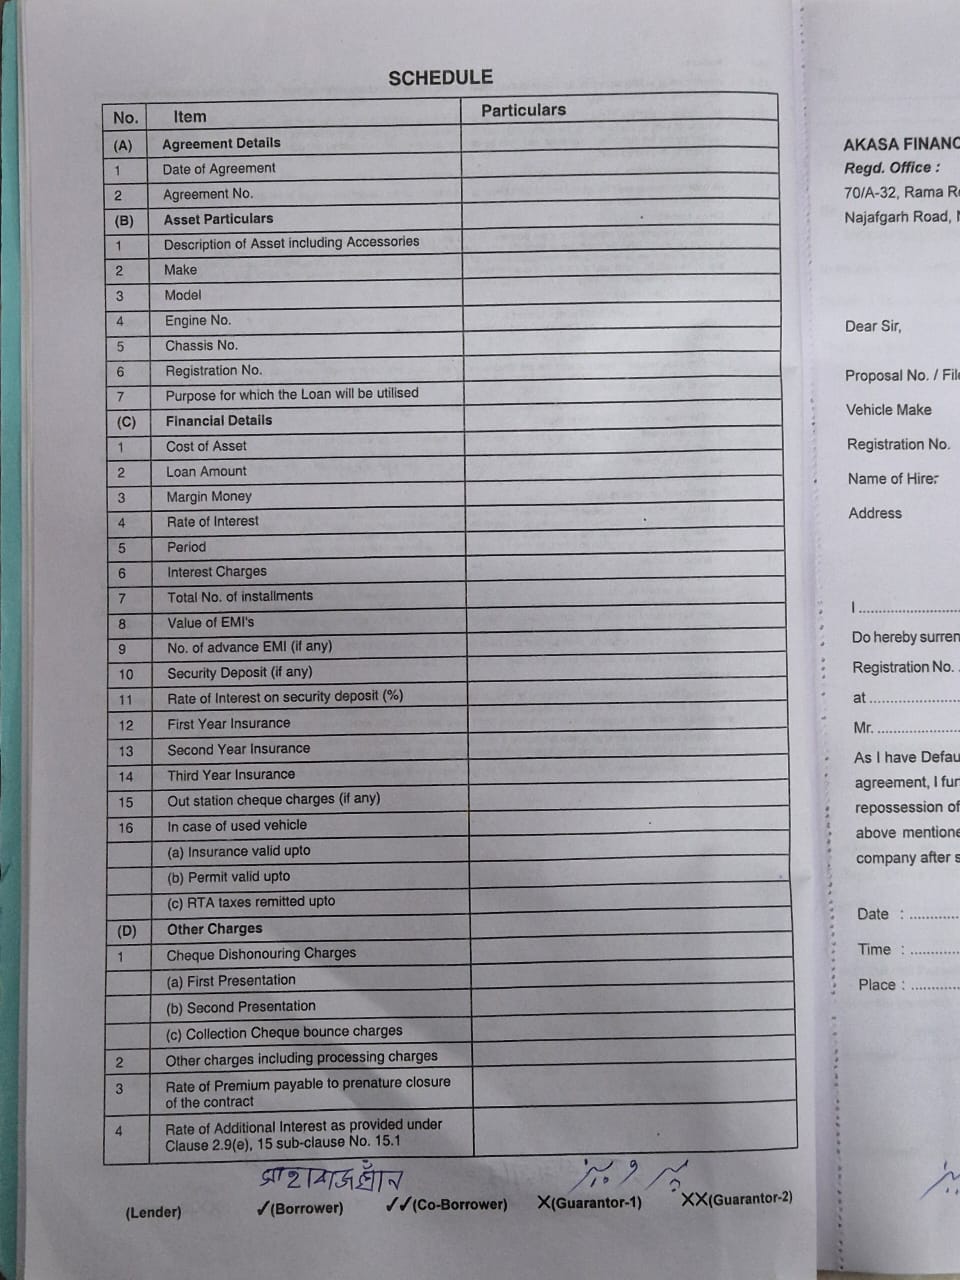 SCHEDULE
No. Item Particulars
(A) Agreement Details
1 Date of Agreement
2 Agreement No.
(B) Asset Particulars
1 Description of Asset including Accessories
2 Make
3 Model
4 Engine No.
5 Chassis No.
6 Registration No.
7 Purpose for which the Loan will be utilised
(C) Financial Details
1 Cost of Asset
2 Loan Amount
3 Margin Money
4 Rate of Interest
5 Period
6 Interest Charges
7 Total No. of installments
8 Value of EMI's
9 No. of advance EMI (if any)
10 Security Deposit (if any)
11 Rate of Interest on security deposit (%)
12 First Year Insurance
13 Second Year Insurance
14 Third Year Insurance
15 Out station cheque charges (if any)
16 In case of used vehicle
(a) Insurance valid upto
(b) Permit valid upto
(c) RTA taxes remitted upto
(D) Other Charges
1 Cheque Dishonouring Charges
(a) First Presentation
(b) Second Presentation
(c) Collection Cheque bounce charges
2 Other charges including processing charges
3 Rate of Premium payable to prenature closure
of the contract
4 Rate of Additional Interest as provided under
Clause 2.9(e), 15 sub-clause No. 15.1
(Lender) ✓(Borrower) ✓✓(Co-Borrower) X(Guarantor-1) XX(Guarantor-2)
AKASA FINANC
Regd. Office :
70/A-32, Rama R
Najafgarh Road,
Dear Sir,
Proposal No. / File
Vehicle Make
Registration No.
Name of Hirer
Address
I ..............
Do hereby surren
Registration No. .
at ..............
Mr. ..............
As I have Defau
agreement, I fur
repossession of
above mentione
company after s
Date : ..........
Time : ..........
Place : ..........